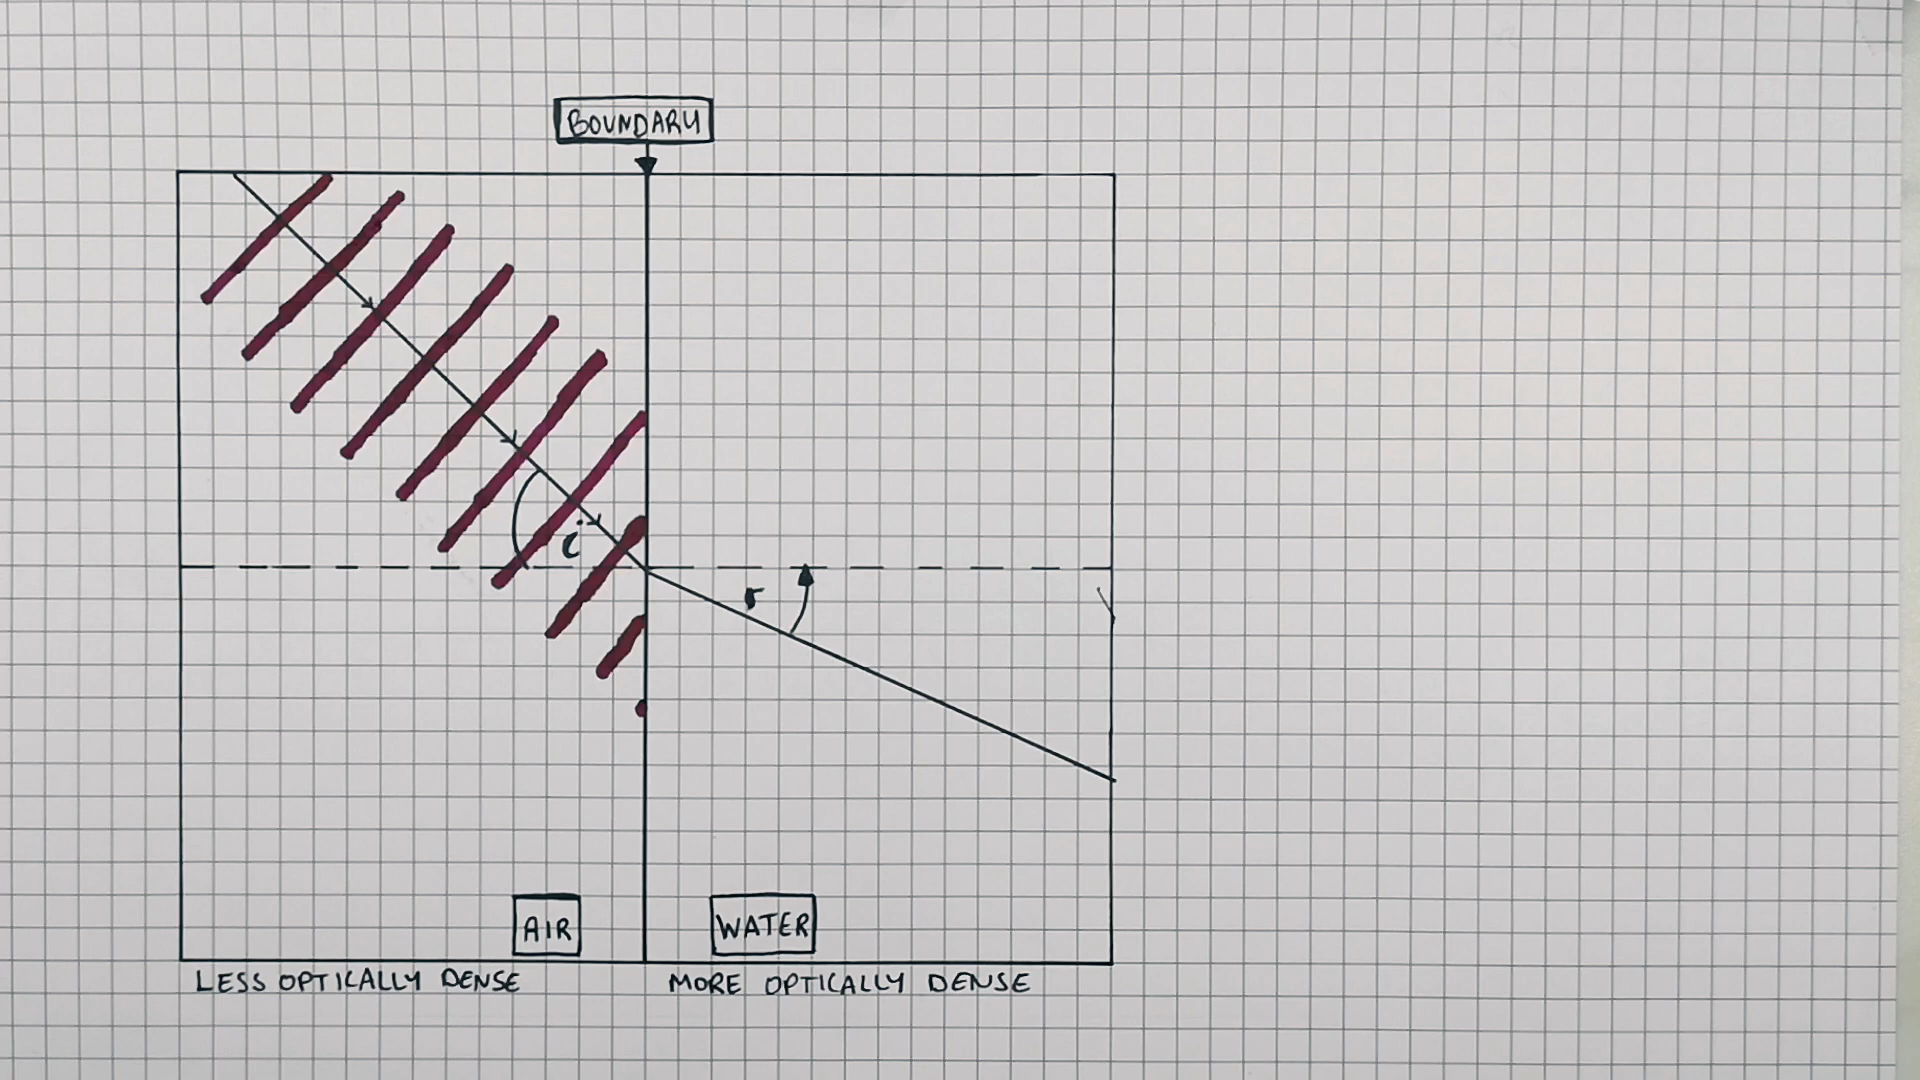 BOUNDARY
i
r
AIR
WATER
LESS OPTICALLY DENSE
MORE OPTICALLY DENSE